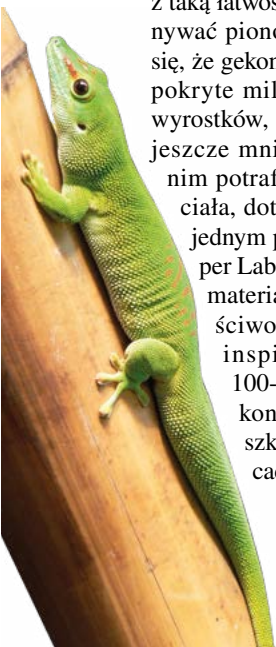 z taką łatwoś
nywać piono
się, że gekon
pokryte mil
wyrostków,
jeszcze mni
nim potraf
ciała, dot
jednym p
per Lab
materia
ściwo
inspi
100-
kon
szk
cad